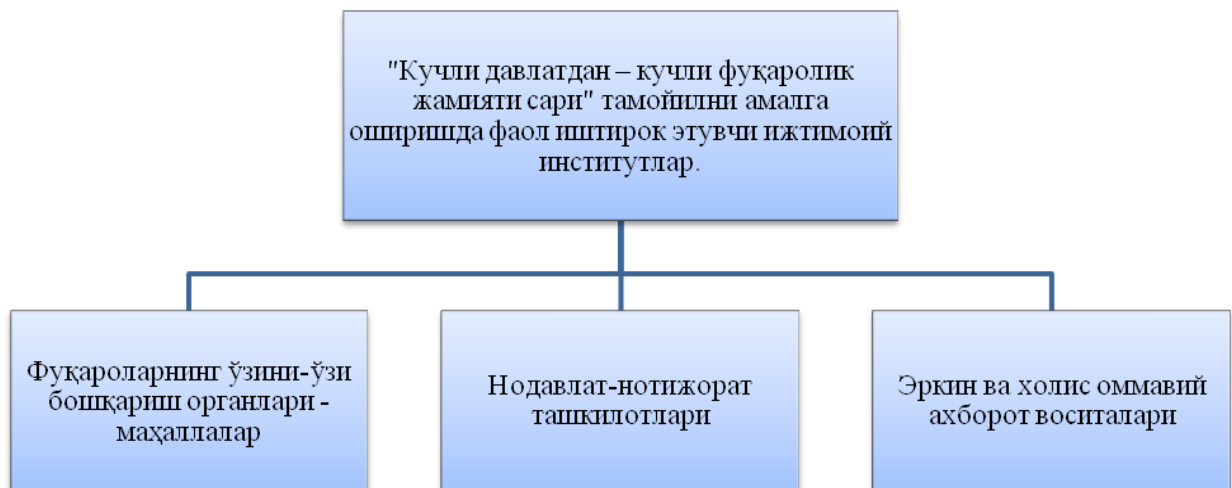 "Кучли давлатдан – кучли фуқаролик
жамияти сари" тамойилни амалга
оширишда фаол иштирок этувчи ижтимоий
институтлар.
Фуқароларнинг ўзини-ўзи
бошқариш органлари -
маҳаллалар
Нодавлат-нотижорат
ташкилотлари
Эркин ва холис оммавий
ахборот воситалари